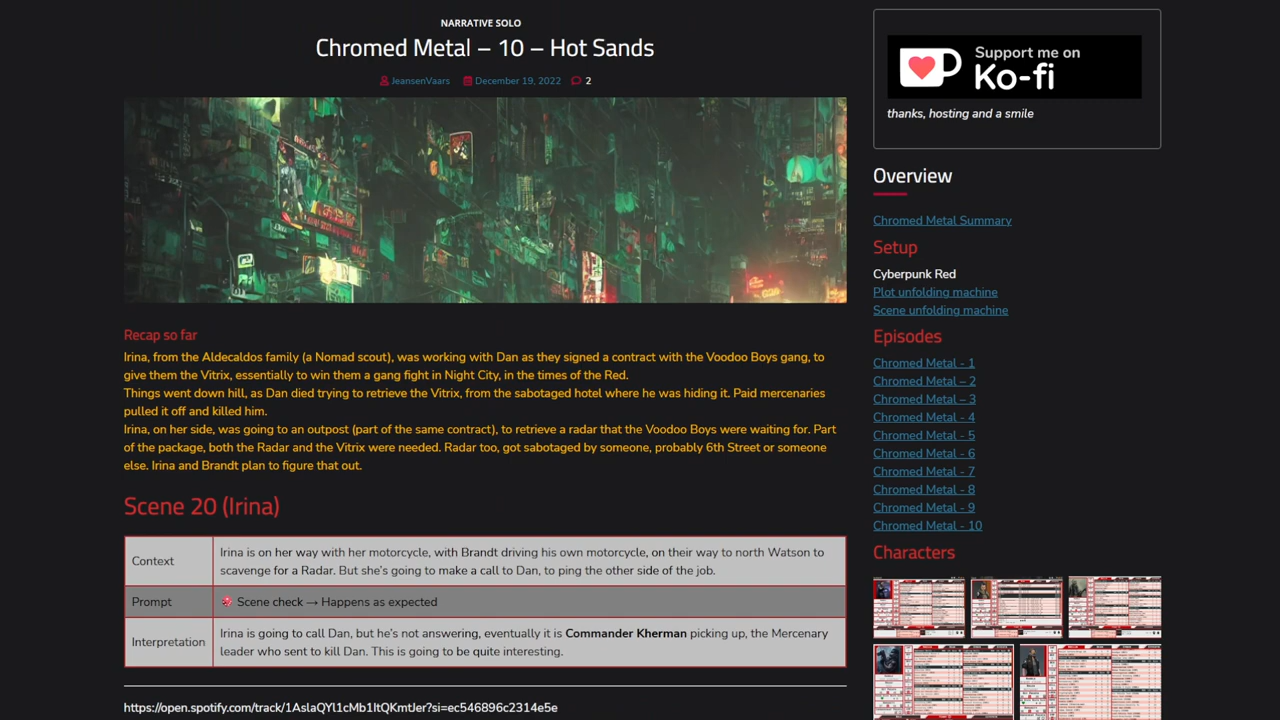 NARRATIVE SOLO
Chromed Metal – 10 – Hot Sands
JeansenVaars December 19, 2022 2
Recap so far
Irina, from the Aldecaldos family (a Nomad scout), was working with Dan as they signed a contract with the Voodoo Boys gang, to
give them the Vitrix, essentially to win them a gang fight in Night City, in the times of the Red.
Things went down hill, as Dan died trying to retrieve the Vitrix, from the sabotaged hotel where he was hiding it. Paid mercenaries
pulled it off and killed him.
Irina, on her side, was going to an outpost (part of the same contract), to retrieve a radar that the Voodoo Boys were waiting for. Part
of the package, both the Radar and the Vitrix were needed. Radar too, got sabotaged by someone, probably 6th Street or someone
else. Irina and Brandt plan to figure that out.
Scene 20 (Irina)
Context
Irina is on her way with her motorcycle, with Brandt driving his own motorcycle, on their way to north Watson to
scavenge for a Radar. But she's going to make a call to Dan, to ping the other side of the job.
Prompt
Scene check → Happens as expected
Interpretation
Irina is going to call Dan, but he's not answering, eventually it is Commander Kherman picking up, the Mercenary
leader who sent to kill Dan. This is going to be quite interesting.
Support me on
Ko-fi
thanks, hosting and a smile
Overview
Chromed Metal Summary
Setup
Cyberpunk Red
Plot unfolding machine
Scene unfolding machine
Episodes
Chromed Metal - 1
Chromed Metal – 2
Chromed Metal – 3
Chromed Metal - 4
Chromed Metal - 5
Chromed Metal - 6
Chromed Metal - 7
Chromed Metal - 8
Chromed Metal - 9
Chromed Metal - 10
Characters